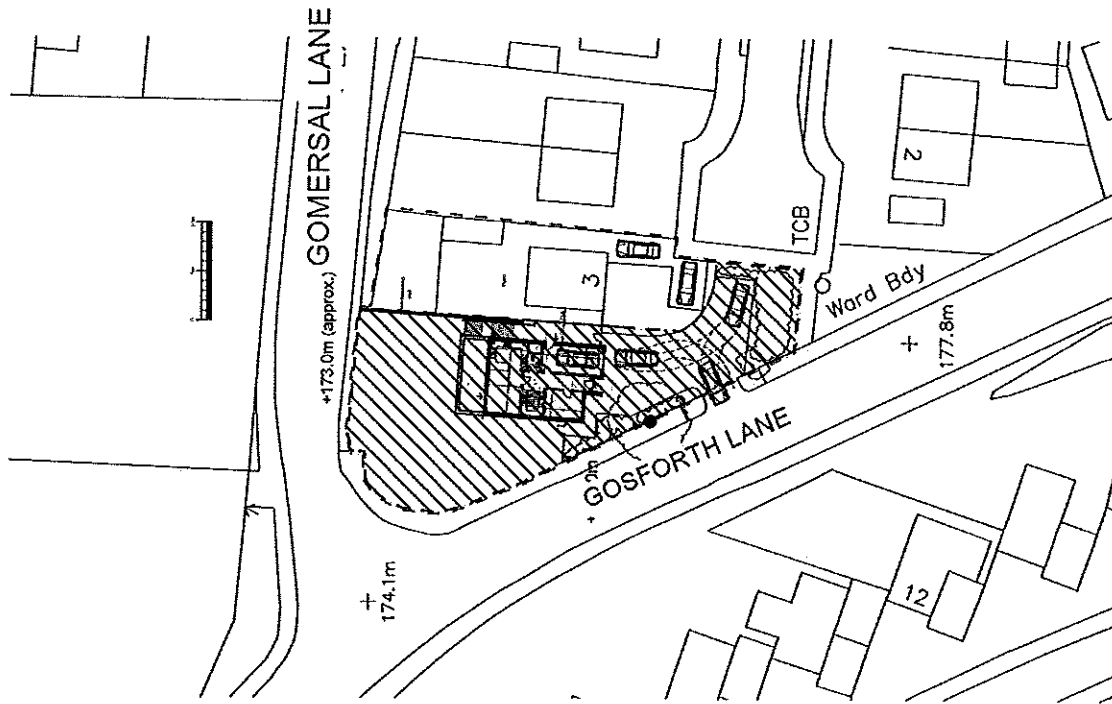 GOMERSAL LANE
+173.0m (approx.)
3
TCB
2
Ward Bdy
177.8m
GOSFORTH LANE
174.1m
12